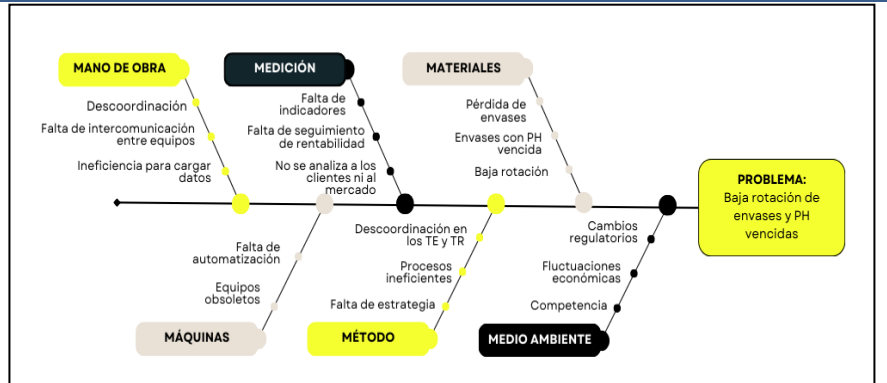 MANO DE OBRA
Descoordinación
Falta de intercomunicación
entre equipos
Ineficiencia para cargar
datos
MEDICIÓN
Falta de
indicadores
Falta de seguimiento
de rentabilidad
No se analiza a los
clientes ni al
mercado
MATERIALES
Pérdida de
envases
Envases con PH
vencida
Baja rotación
PROBLEMA:
Baja rotación de
envases y PH
vencidas
Falta de
automatización
Equipos
obsoletos
MÁQUINAS
Descoordinación en
los TE y TR
Procesos
ineficientes
Falta de estrategia
MÉTODO
Cambios
regulatorios
Fluctuaciones
económicas
Competencia
MEDIO AMBIENTE